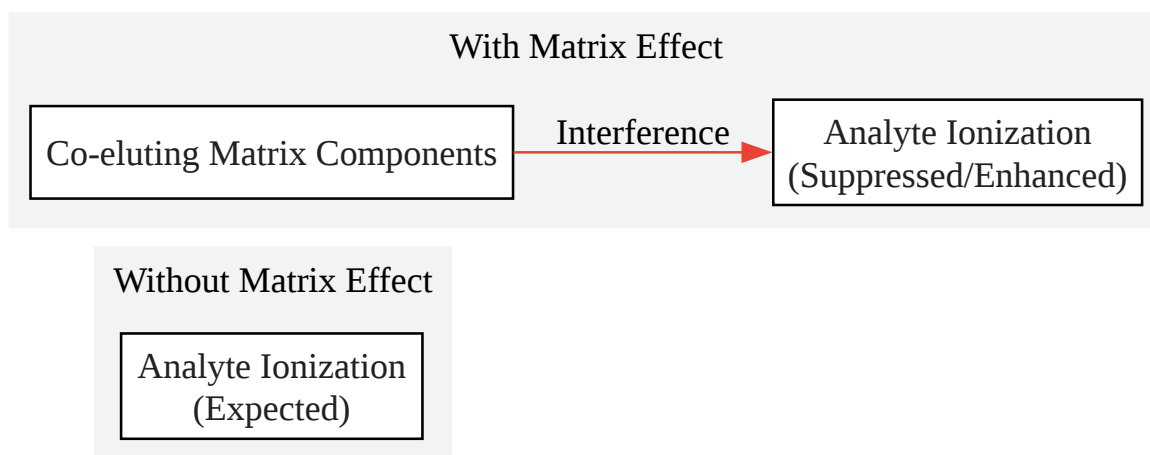 With Matrix Effect
Co-eluting Matrix Components
Interference
Analyte Ionization
(Suppressed/Enhanced)
Without Matrix Effect
Analyte Ionization
(Expected)